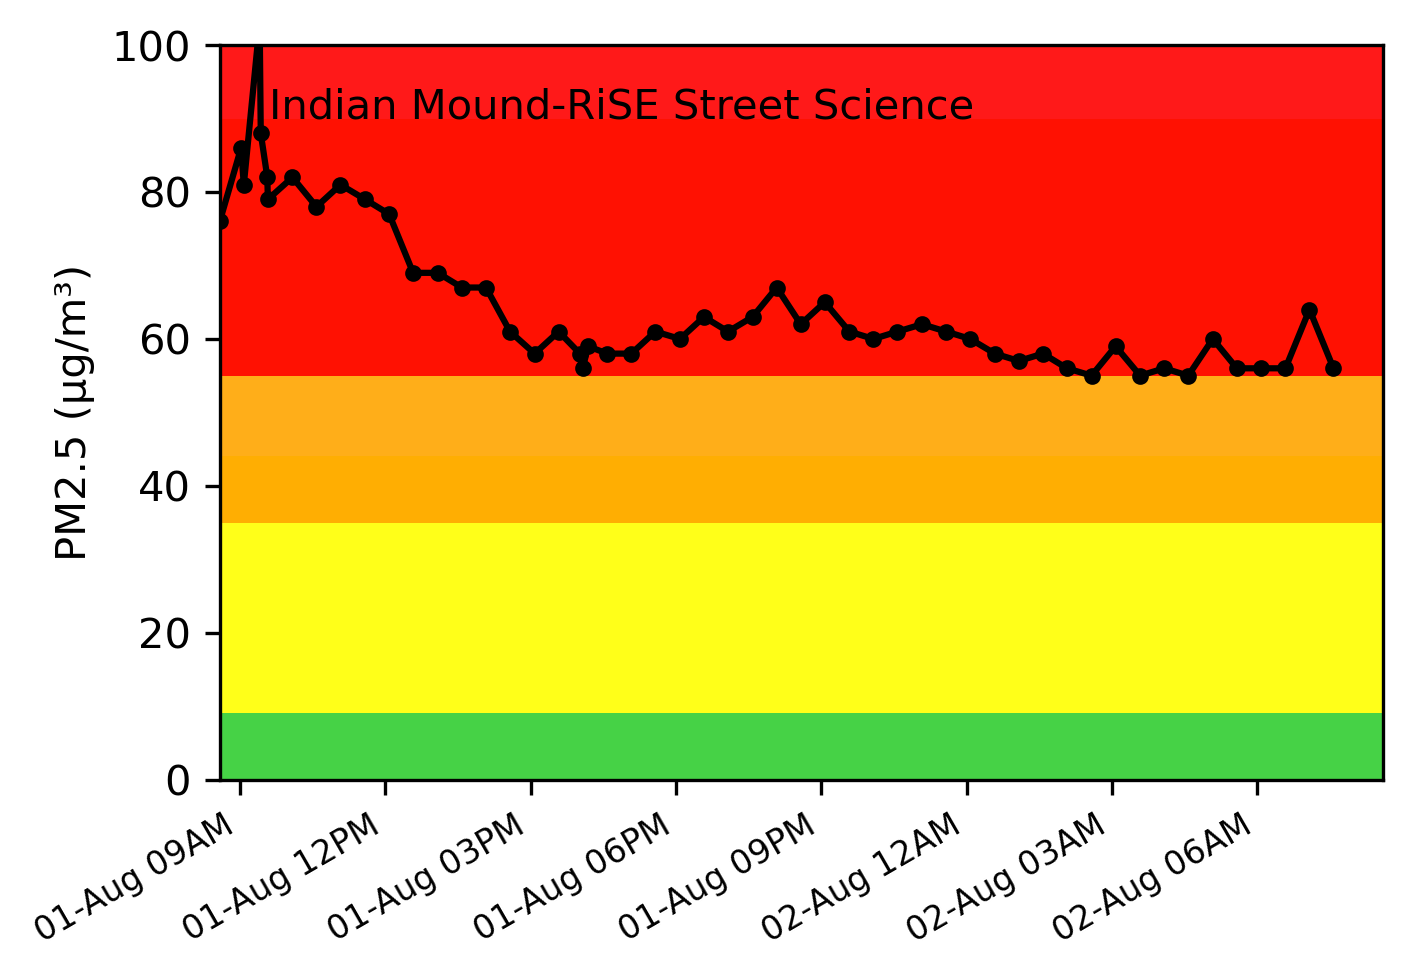 100
Indian Mound-RiSE Street Science
80
60
40
20
0
PM2.5 (µg/m³)
01-Aug 09AM
01-Aug 12PM
01-Aug 03PM
01-Aug 06PM
01-Aug 09PM
02-Aug 12AM
02-Aug 03AM
02-Aug 06AM